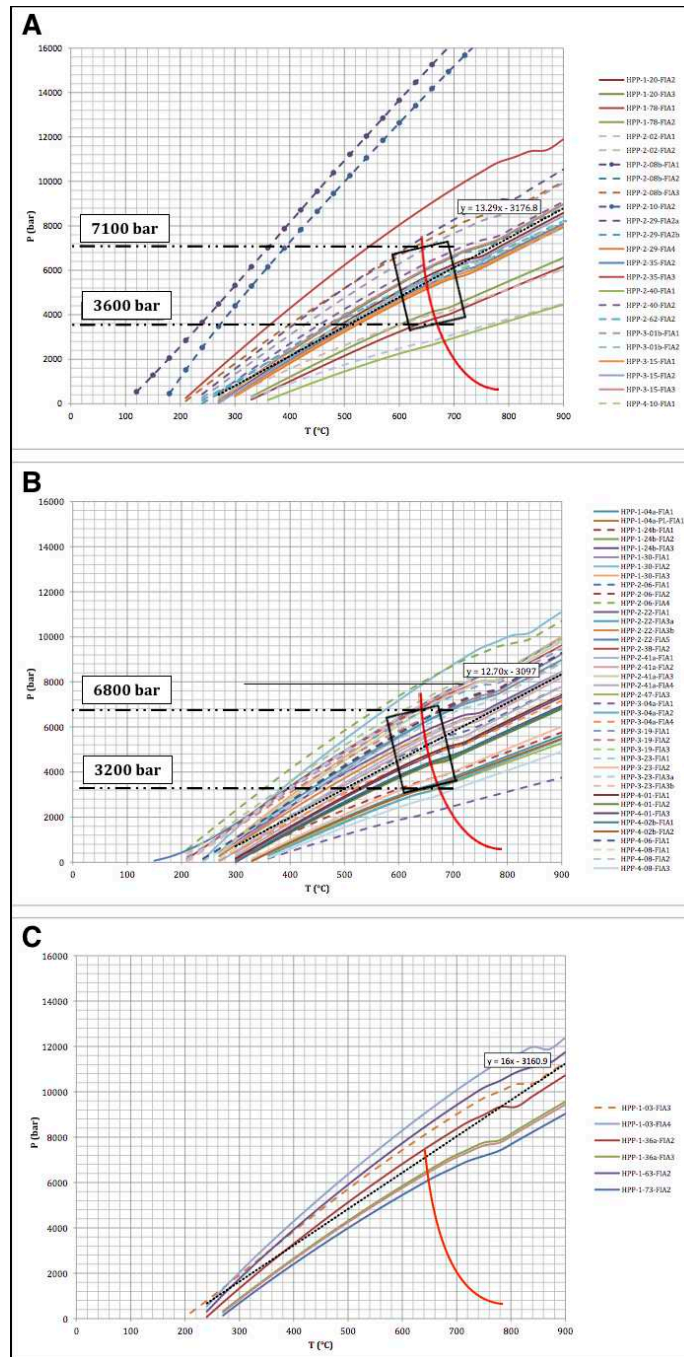 A
16000
14000
12000
10000
8000
6000
4000
2000
0
P (bar)
7100 bar
3600 bar
y = 13.29x - 3176.8
0 100 200 300 400 500 600 700 800 900
T (°C)
HPP-1-20-FIA2
HPP-1-20-FIA3
HPP-1-78-FIA1
HPP-1-78-FIA2
HPP-2-02-FIA1
HPP-2-02-FIA2
HPP-2-08b-FIA1
HPP-2-08b-FIA2
HPP-2-08b-FIA3
HPP-2-10-FIA2
HPP-2-29-FIA2a
HPP-2-29-FIA2b
HPP-2-29-FIA4
HPP-2-35-FIA2
HPP-2-35-FIA3
HPP-2-40-FIA1
HPP-2-40-FIA2
HPP-2-62-FIA2
HPP-3-01b-FIA1
HPP-3-01b-FIA2
HPP-3-15-FIA1
HPP-3-15-FIA2
HPP-3-15-FIA3
HPP-4-10-FIA1
B
16000
14000
12000
10000
8000
6000
4000
2000
0
P (bar)
6800 bar
3200 bar
y = 12.70x - 3097
0 100 200 300 400 500 600 700 800 900
T (°C)
HPP-1-04a-FIA1
HPP-1-04a-PL-FIA1
HPP-1-24b-FIA1
HPP-1-24b-FIA2
HPP-1-24b-FIA3
HPP-1-30-FIA1
HPP-1-30-FIA2
HPP-1-30-FIA3
HPP-2-06-FIA1
HPP-2-06-FIA2
HPP-2-06-FIA4
HPP-2-22-FIA1
HPP-2-22-FIA3a
HPP-2-22-FIA3b
HPP-2-22-FIA5
HPP-2-38-FIA2
HPP-2-41a-FIA1
HPP-2-41a-FIA2
HPP-2-41a-FIA3
HPP-2-41a-FIA4
HPP-2-47-FIA3
HPP-3-04a-FIA1
HPP-3-04a-FIA2
HPP-3-04a-FIA4
HPP-3-19-FIA1
HPP-3-19-FIA2
HPP-3-19-FIA3
HPP-3-23-FIA1
HPP-3-23-FIA2
HPP-3-23-FIA3a
HPP-3-23-FIA3b
HPP-4-01-FIA1
HPP-4-01-FIA2
HPP-4-01-FIA3
HPP-4-02b-FIA1
HPP-4-02b-FIA2
HPP-4-06-FIA1
HPP-4-08-FIA1
HPP-4-08-FIA2
HPP-4-08-FIA3
C
16000
14000
12000
10000
8000
6000
4000
2000
0
P (bar)
y = 16x - 3160.9
0 100 200 300 400 500 600 700 800 900
T (°C)
HPP-1-03-FIA3
HPP-1-03-FIA4
HPP-1-36a-FIA2
HPP-1-36a-FIA3
HPP-1-63-FIA2
HPP-1-73-FIA2